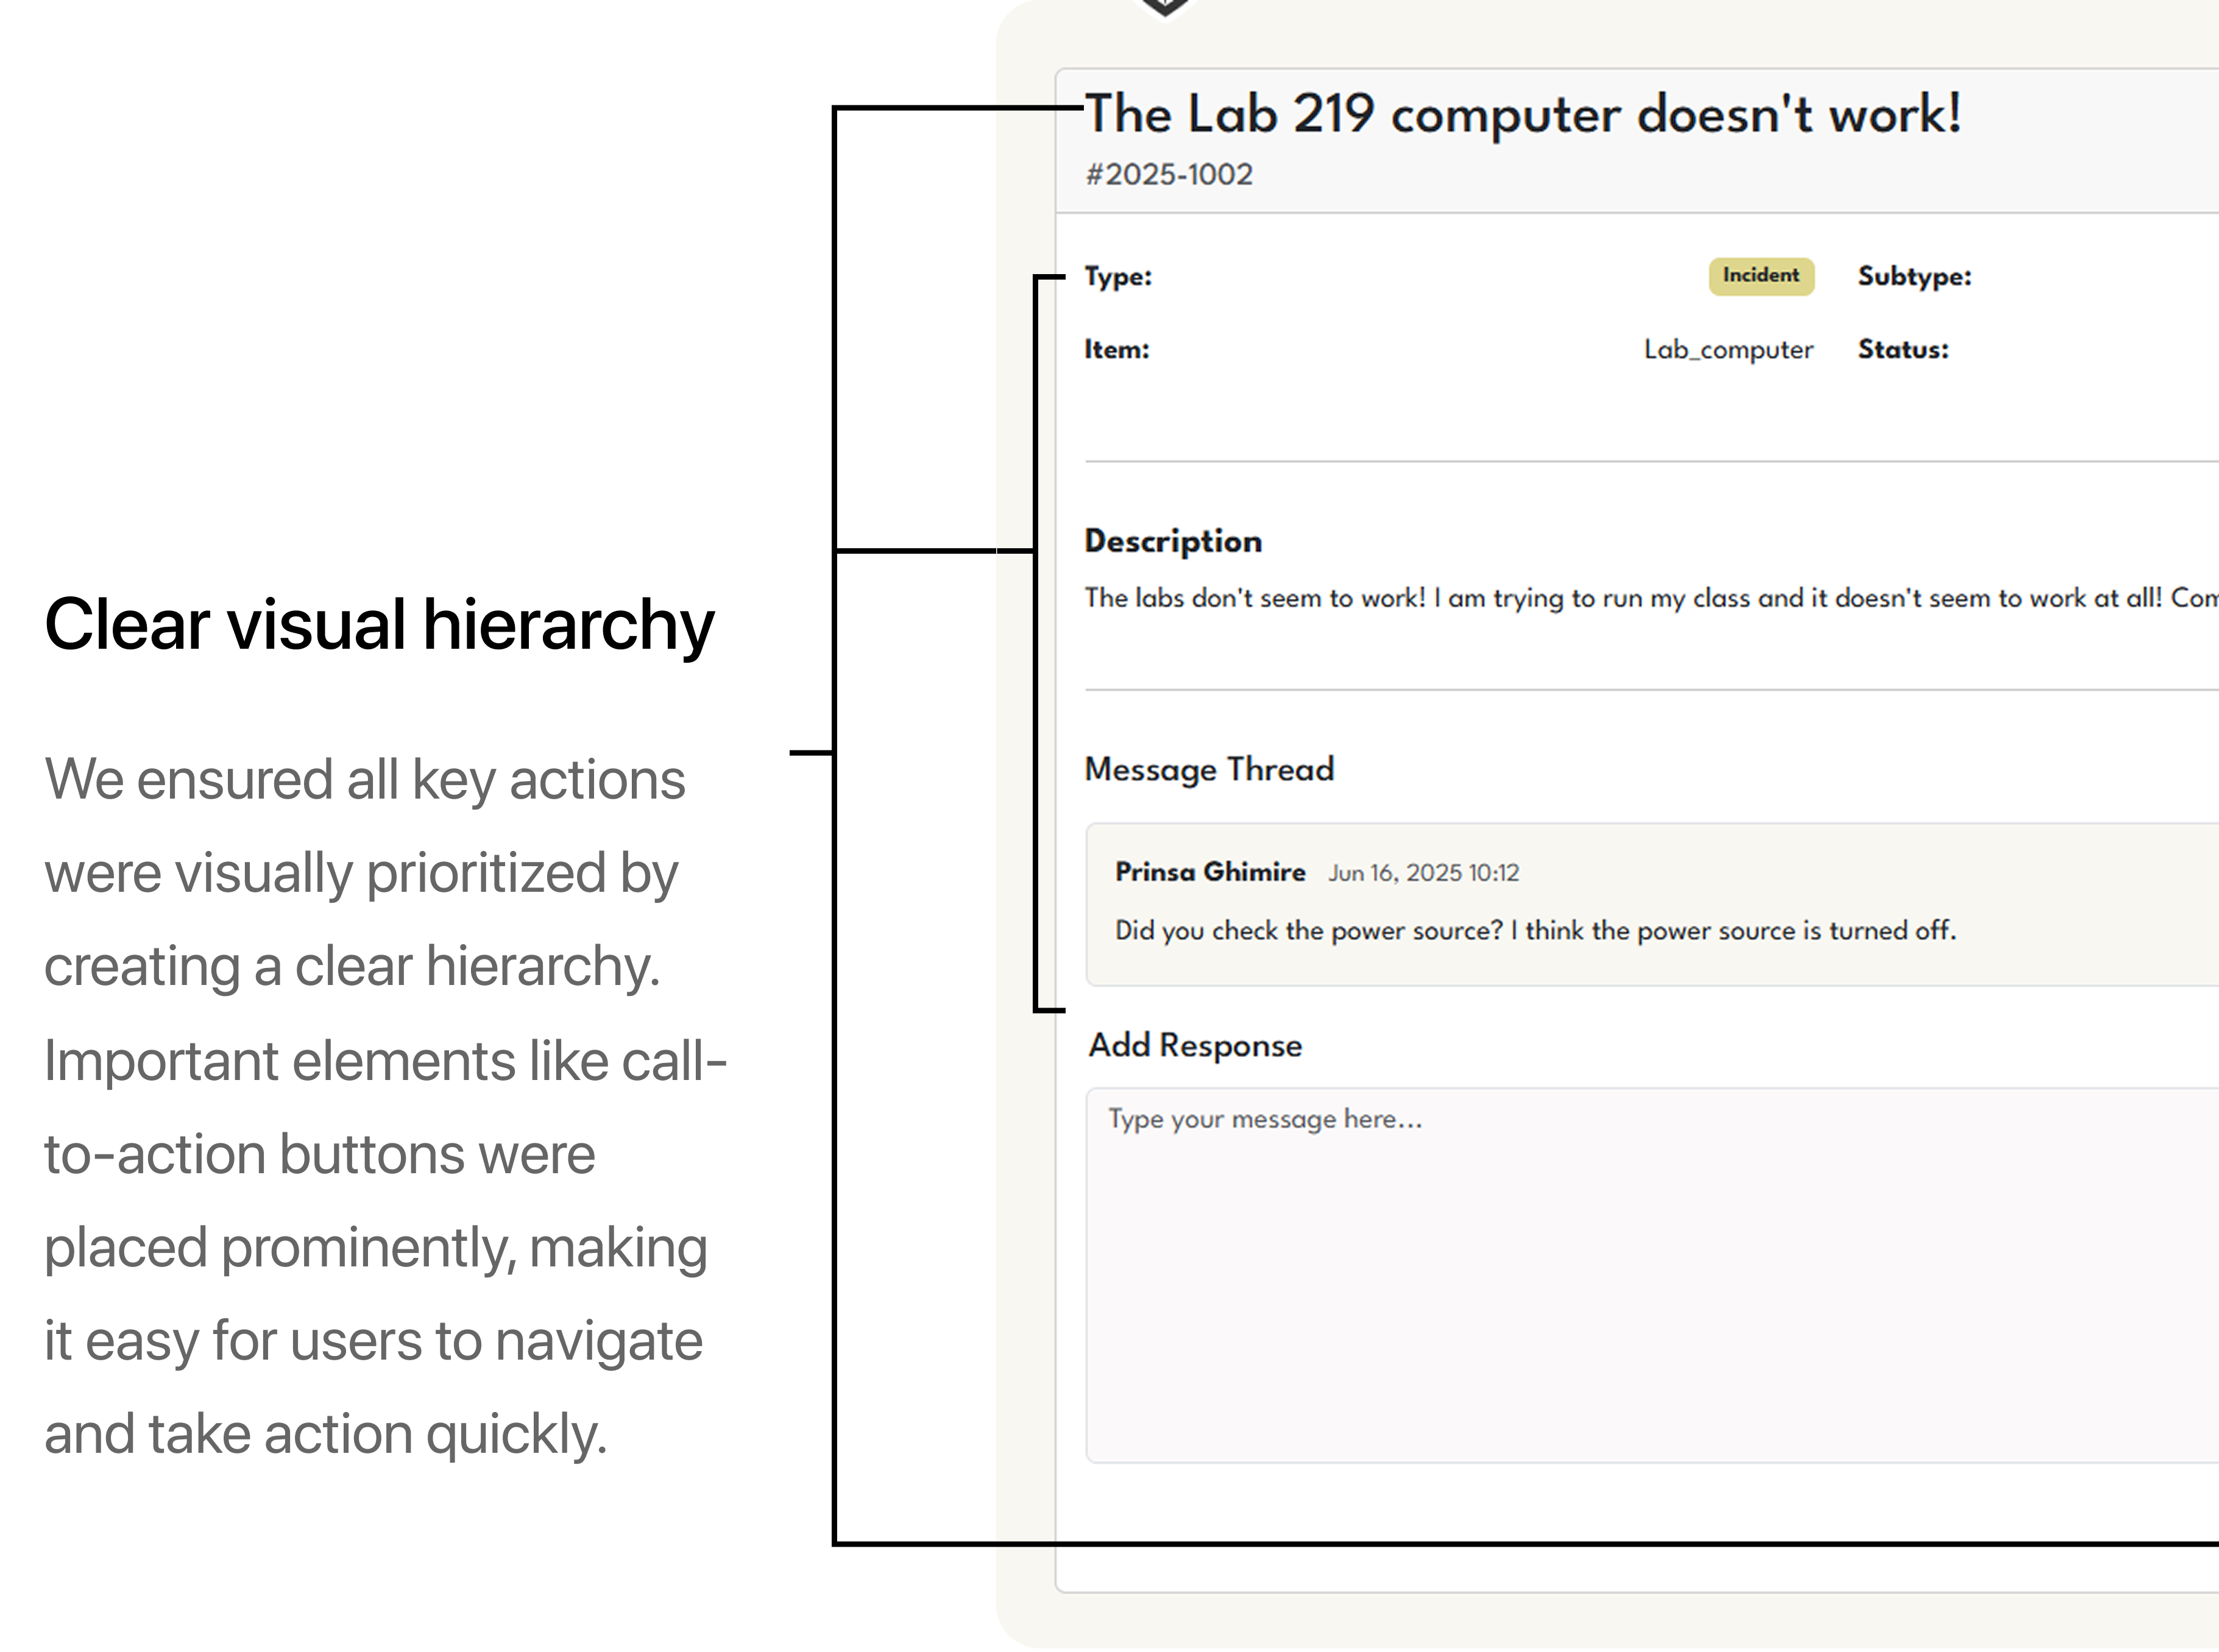 Clear visual hierarchy
We ensured all key actions
were visually prioritized by
creating a clear hierarchy.
Important elements like call-
to-action buttons were
placed prominently, making
it easy for users to navigate
and take action quickly.
The Lab 219 computer doesn't work!
#2025-1002
Type: Incident Subtype:
Item: Lab_computer Status:
Description
The labs don't seem to work! I am trying to run my class and it doesn't seem to work at all!
Message Thread
Prinsa Ghimire Jun 16, 2025 10:12
Did you check the power source? I think the power source is turned off.
Add Response
Type your message here...